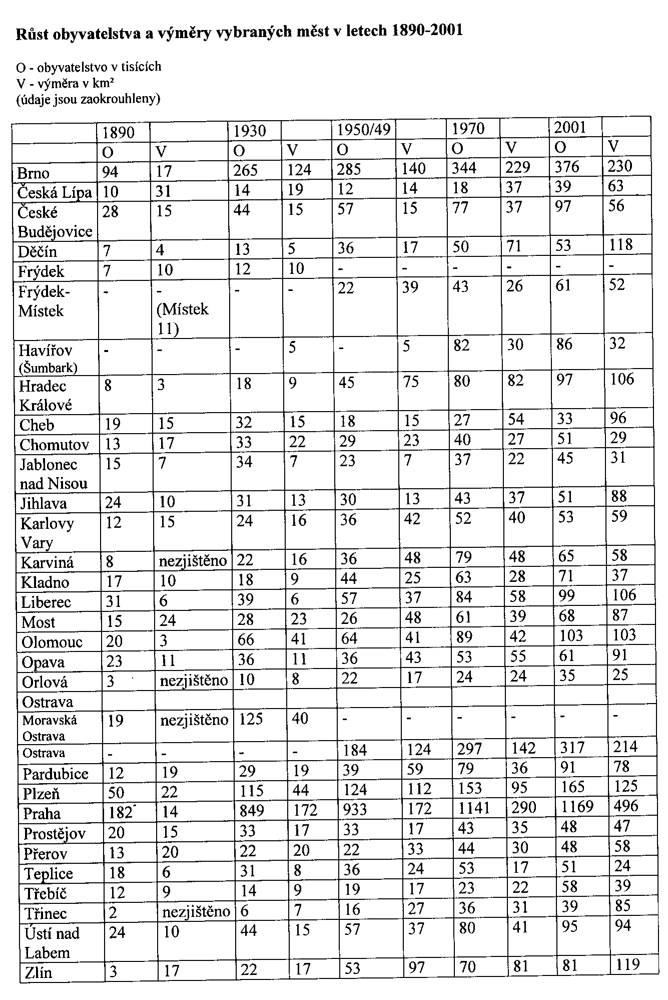 Růst obyvatelstva a výměry vybraných měst v letech 1890-2001
O - obyvatelstvo v tisících
V - výměra v km²
(údaje jsou zaokrouhleny)
1890 1930 1950/49 1970 2001
O V O V O V O V O V
Brno 94 17 265 124 285 140 344 229 376 230
Česká Lípa 10 31 14 19 12 14 18 37 39 63
České 28 15 44 15 57 15 77 37 97 56
Budějovice
Děčín 7 4 13 5 36 17 50 71 53 118
Frýdek 7 10 12 10 - - - - - -
Frýdek- - - - - 22 39 43 26 61 52
Místek (Místek
11)
Havířov - - - 5 - 5 82 30 86 32
(Šumbark)
Hradec 8 3 18 9 45 75 80 82 97 106
Králové
Cheb 19 15 32 15 18 15 27 54 33 96
Chomutov 13 17 33 22 29 23 40 27 51 29
Jablonec 15 7 34 7 23 7 37 22 45 31
nad Nisou
Jihlava 24 10 31 13 30 13 43 37 51 88
Karlovy 12 15 24 16 36 42 52 40 53 59
Vary
Karviná 8 nezjištěno 22 16 36 48 79 48 65 58
Kladno 17 10 18 9 44 25 63 28 71 37
Liberec 31 6 39 6 57 37 84 58 99 106
Most 15 24 28 23 26 48 61 39 68 87
Olomouc 20 3 66 41 64 41 89 42 103 103
Opava 23 11 36 11 36 43 53 55 61 91
Orlová 3 nezjištěno 10 8 22 17 24 24 35 25
Ostrava
Moravská 19 nezjištěno 125 40 - - - - - -
Ostrava
Ostrava - - - - 184 124 297 142 317 214
Pardubice 12 19 29 19 39 59 79 36 91 78
Plzeň 50 22 115 44 124 112 153 95 165 125
Praha 182 14 849 172 933 172 1141 290 1169 496
Prostějov 20 15 33 17 33 17 43 35 48 47
Přerov 13 20 22 20 22 33 44 30 48 58
Teplice 18 6 31 8 36 24 53 17 51 24
Třebíč 12 9 14 9 19 17 23 22 58 39
Třinec 2 nezjištěno 6 7 16 27 36 31 39 85
Ústí nad 24 10 44 15 57 37 80 41 95 94
Labem
Zlín 3 17 22 17 53 97 70 81 81 119